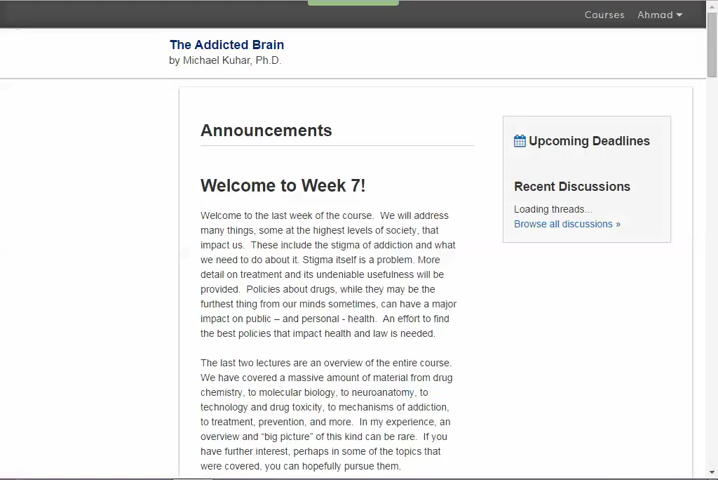 Courses Ahmad
The Addicted Brain
by Michael Kuhar, Ph.D.
Announcements
Welcome to Week 7!
Welcome to the last week of the course. We will address
many things, some at the highest levels of society, that
impact us. These include the stigma of addiction and what
we need to do about it. Stigma itself is a problem. More
detail on treatment and its undeniable usefulness will be
provided. Policies about drugs, while they may be the
furthest thing from our minds sometimes, can have a major
impact on public – and personal - health. An effort to find
the best policies that impact health and law is needed.
The last two lectures are an overview of the entire course.
We have covered a massive amount of material from drug
chemistry, to molecular biology, to neuroanatomy, to
technology and drug toxicity, to mechanisms of addiction,
to treatment, prevention, and more. In my experience, an
overview and “big picture” of this kind can be rare. If you
have further interest, perhaps in some of the topics that
were covered, you can hopefully pursue them.
Upcoming Deadlines
Recent Discussions
Loading threads...
Browse all discussions »